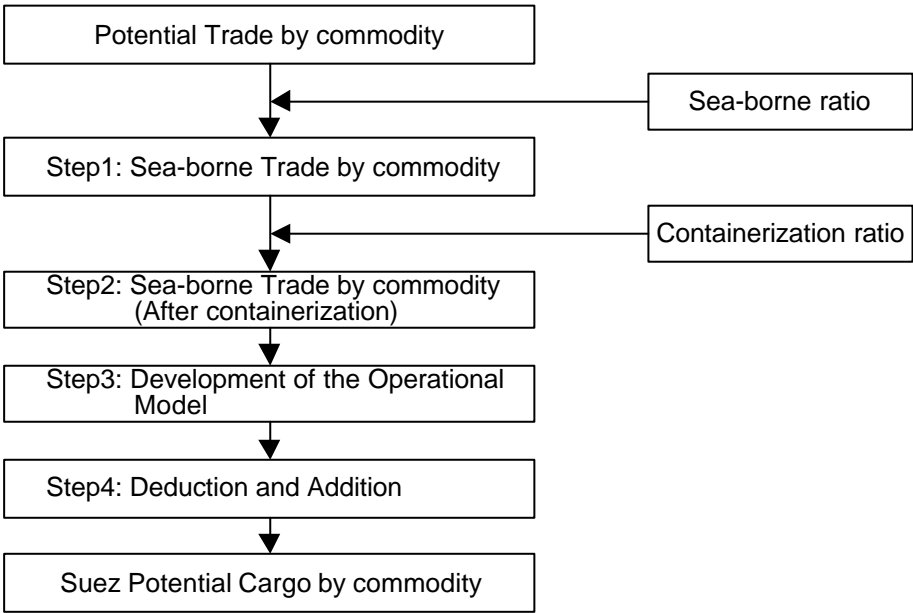 Potential Trade by commodity
Sea-borne ratio
Step1: Sea-borne Trade by commodity
Containerization ratio
Step2: Sea-borne Trade by commodity
(After containerization)
Step3: Development of the Operational
Model
Step4: Deduction and Addition
Suez Potential Cargo by commodity